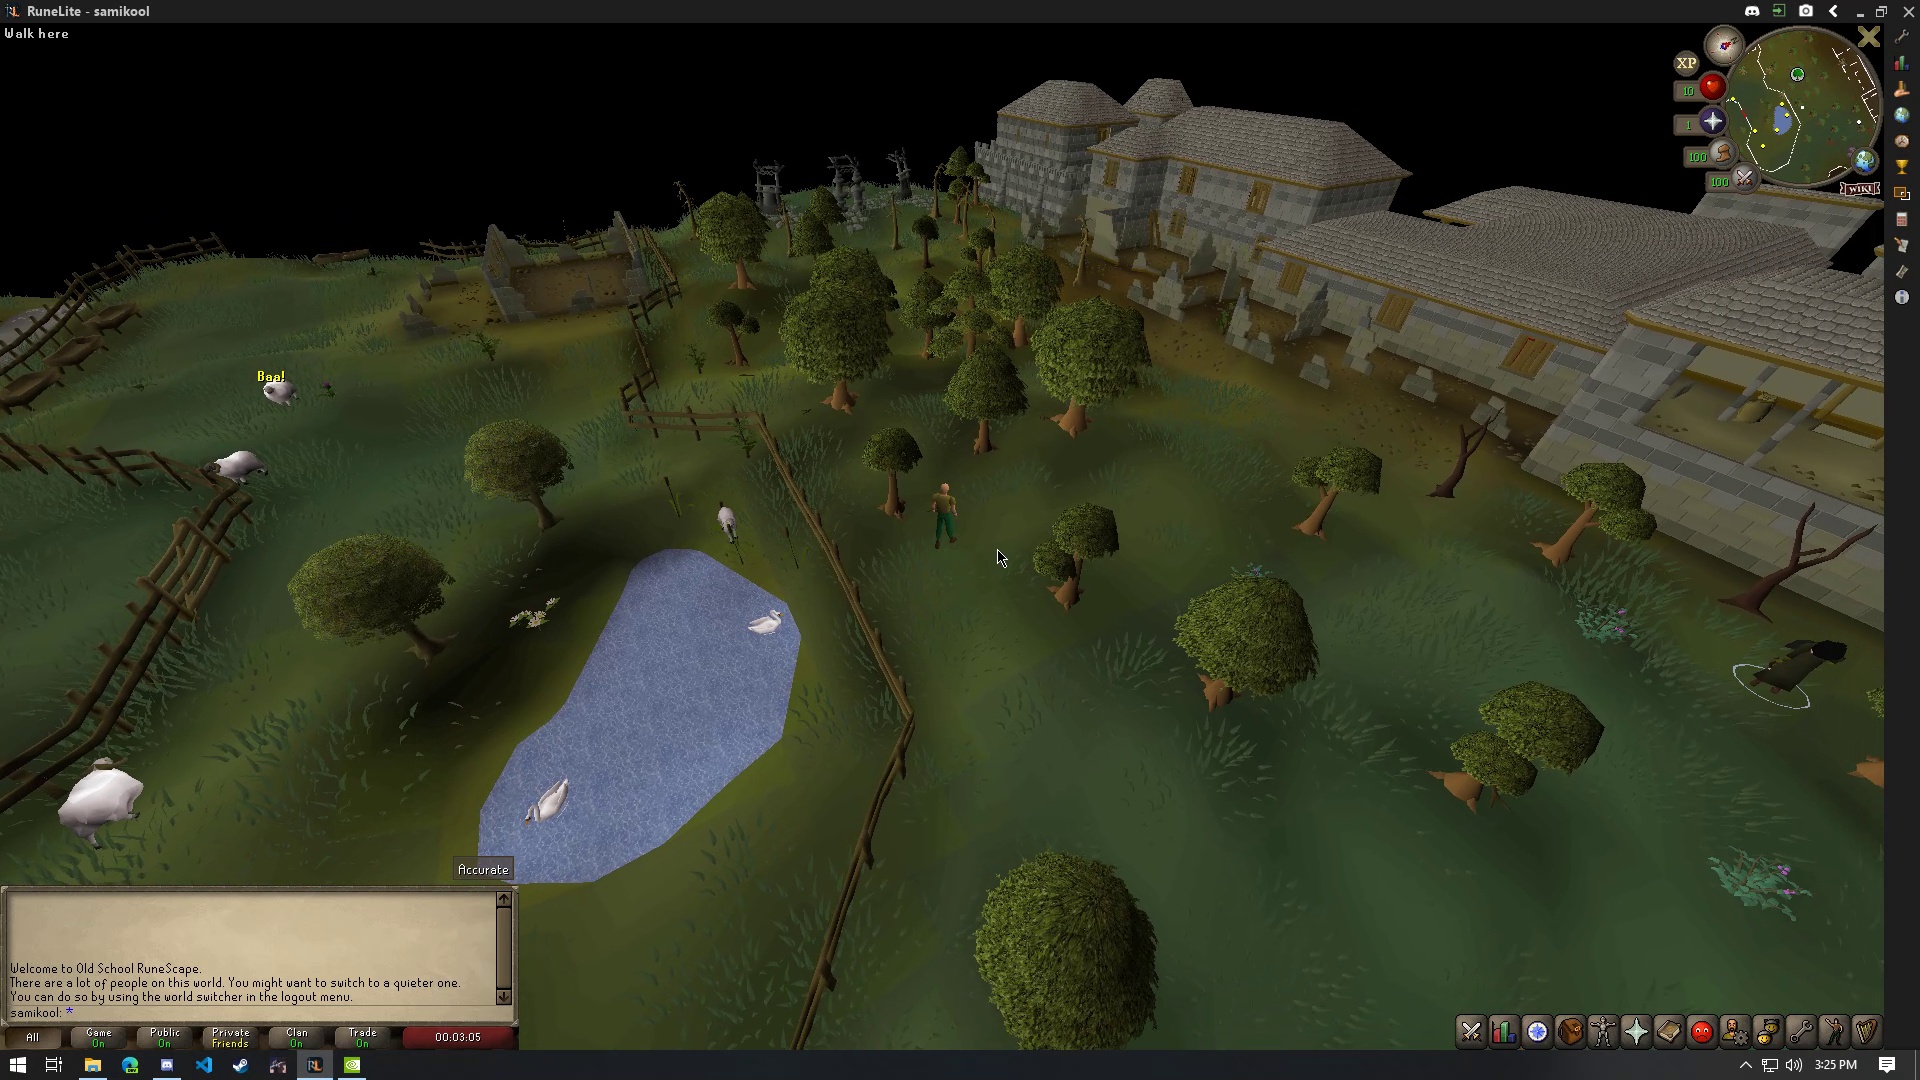 RuneLite - samikool
Walk here
XP
10
1
100
100
WIKI
Baa!
Accurate
Welcome to Old School RuneScape.
There are a lot of people on this world. You might want to switch to a quieter one.
You can do so by using the world switcher in the logout menu.
samikool: *
All
Game
On
Public
On
Private
Friends
Clan
On
Trade
On
00:03:05
3:25 PM